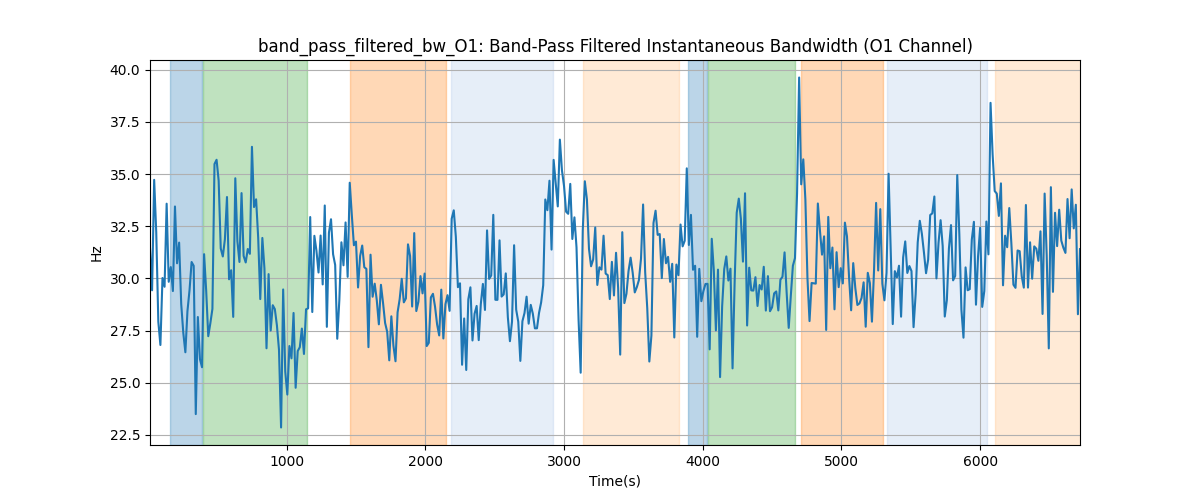 band_pass_filtered_bw_O1: Band-Pass Filtered Instantaneous Bandwidth (O1 Channel)
40.0
37.5
35.0
32.5
30.0
27.5
25.0
22.5
Hz
1000 2000 3000 4000 5000 6000
Time(s)